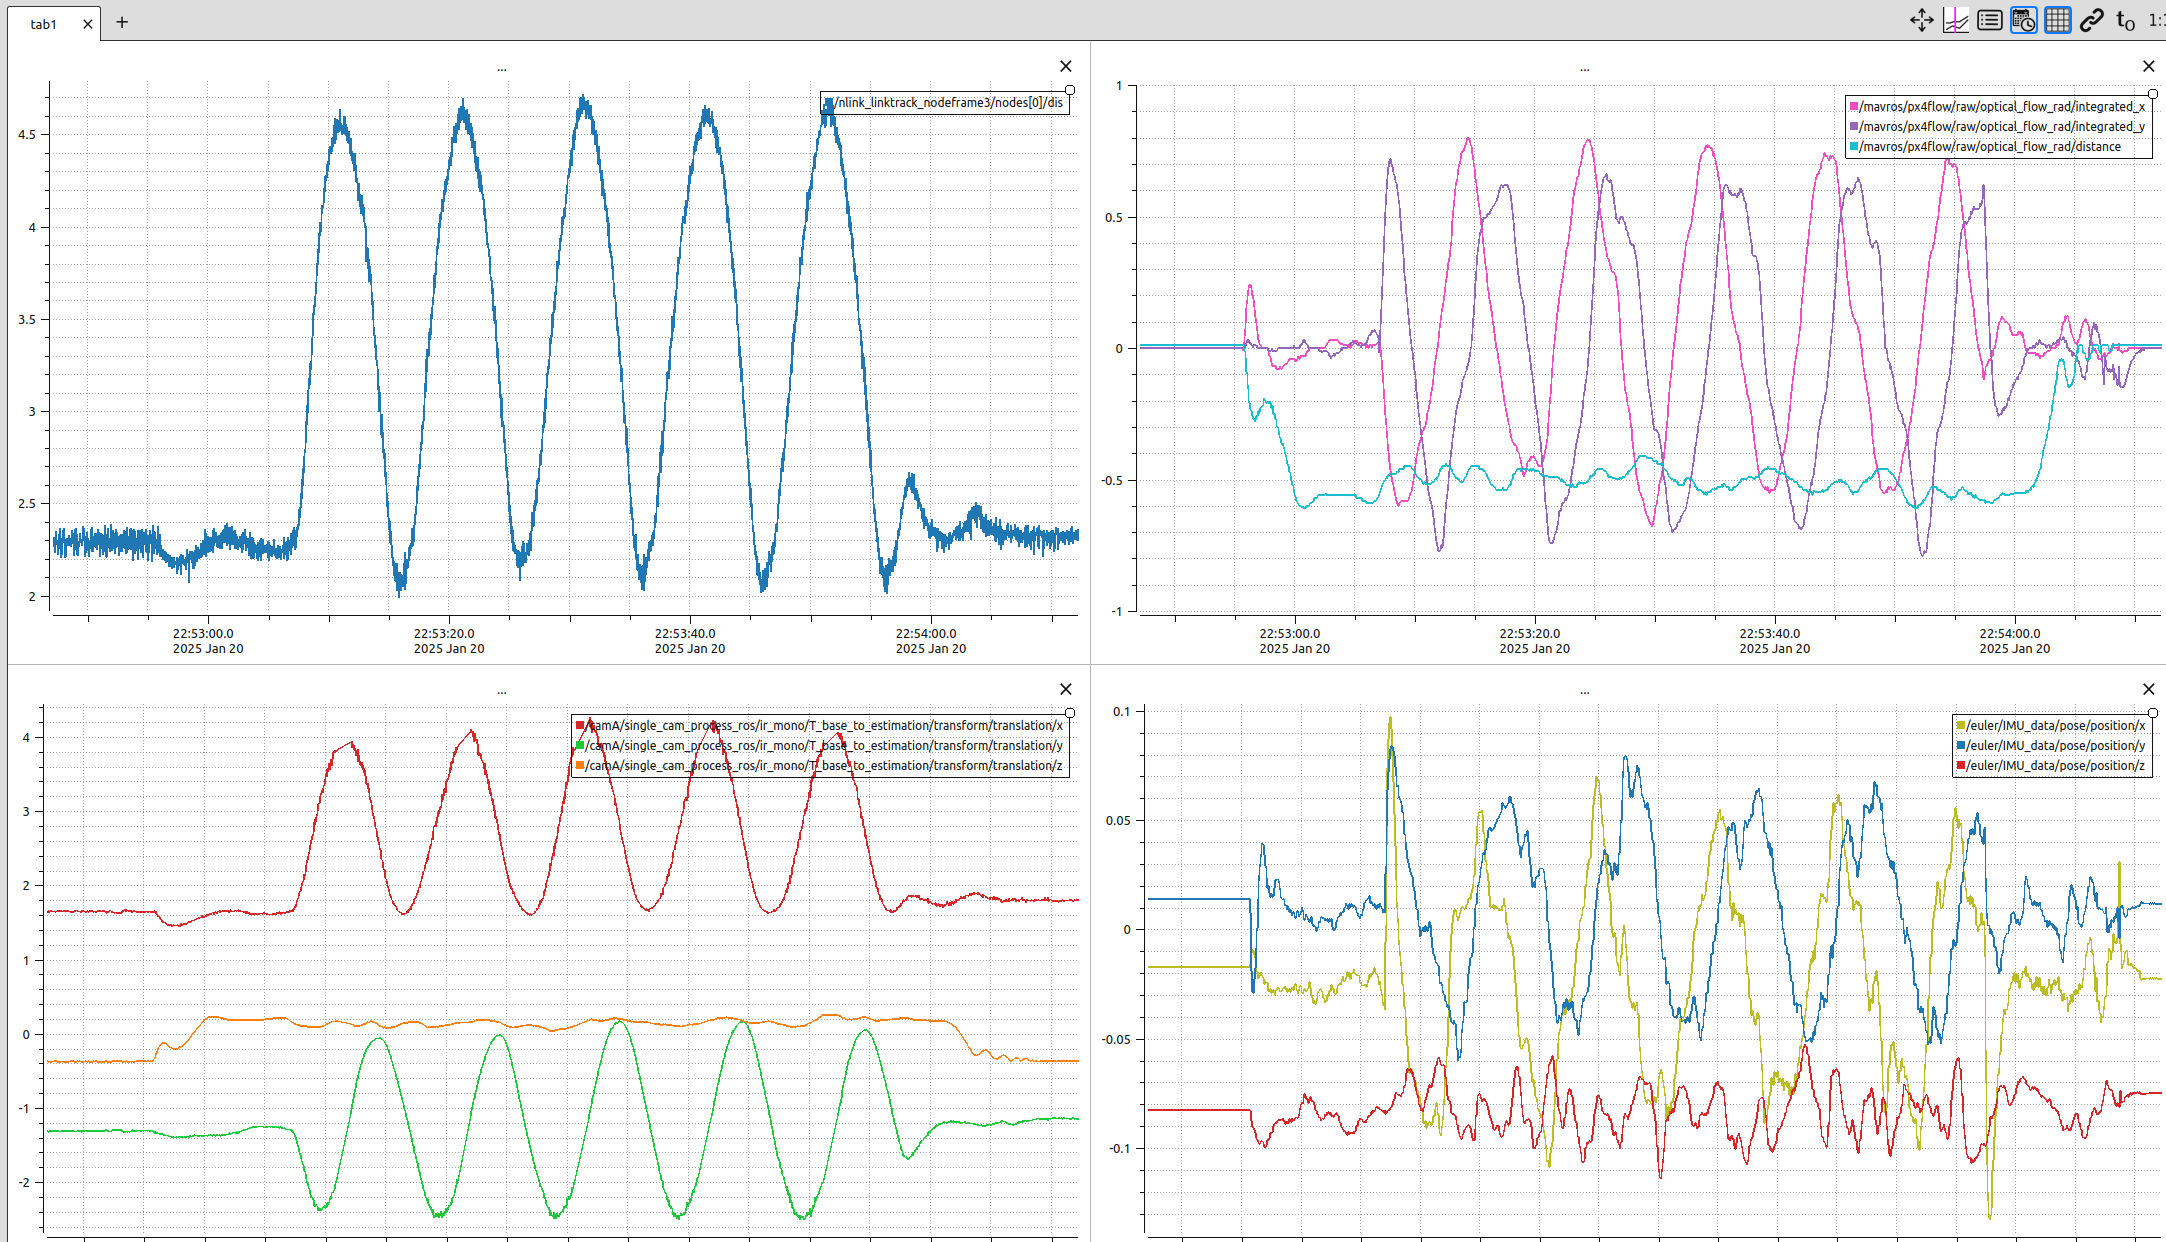 tab1 × +
t₀ 1:
...
/nlink_linktrack_nodeframe3/nodes[0]/dis
4.5
4
3.5
3
2.5
2
22:53:00.0 22:53:20.0 22:53:40.0 22:54:00.0
2025 Jan 20 2025 Jan 20 2025 Jan 20 2025 Jan 20
...
/mavros/px4flow/raw/optical_flow_rad/integrated_x
/mavros/px4flow/raw/optical_flow_rad/integrated_y
/mavros/px4flow/raw/optical_flow_rad/distance
1
0.5
0
-0.5
-1
22:53:00.0 22:53:20.0 22:53:40.0 22:54:00.0
2025 Jan 20 2025 Jan 20 2025 Jan 20 2025 Jan 20
...
/camA/single_cam_process_ros/ir_mono/T_base_to_estimation/transform/translation/x
/camA/single_cam_process_ros/ir_mono/T_base_to_estimation/transform/translation/y
/camA/single_cam_process_ros/ir_mono/T_base_to_estimation/transform/translation/z
4
3
2
1
0
-1
-2
...
/euler/IMU_data/pose/position/x
/euler/IMU_data/pose/position/y
/euler/IMU_data/pose/position/z
0.1
0.05
0
-0.05
-0.1